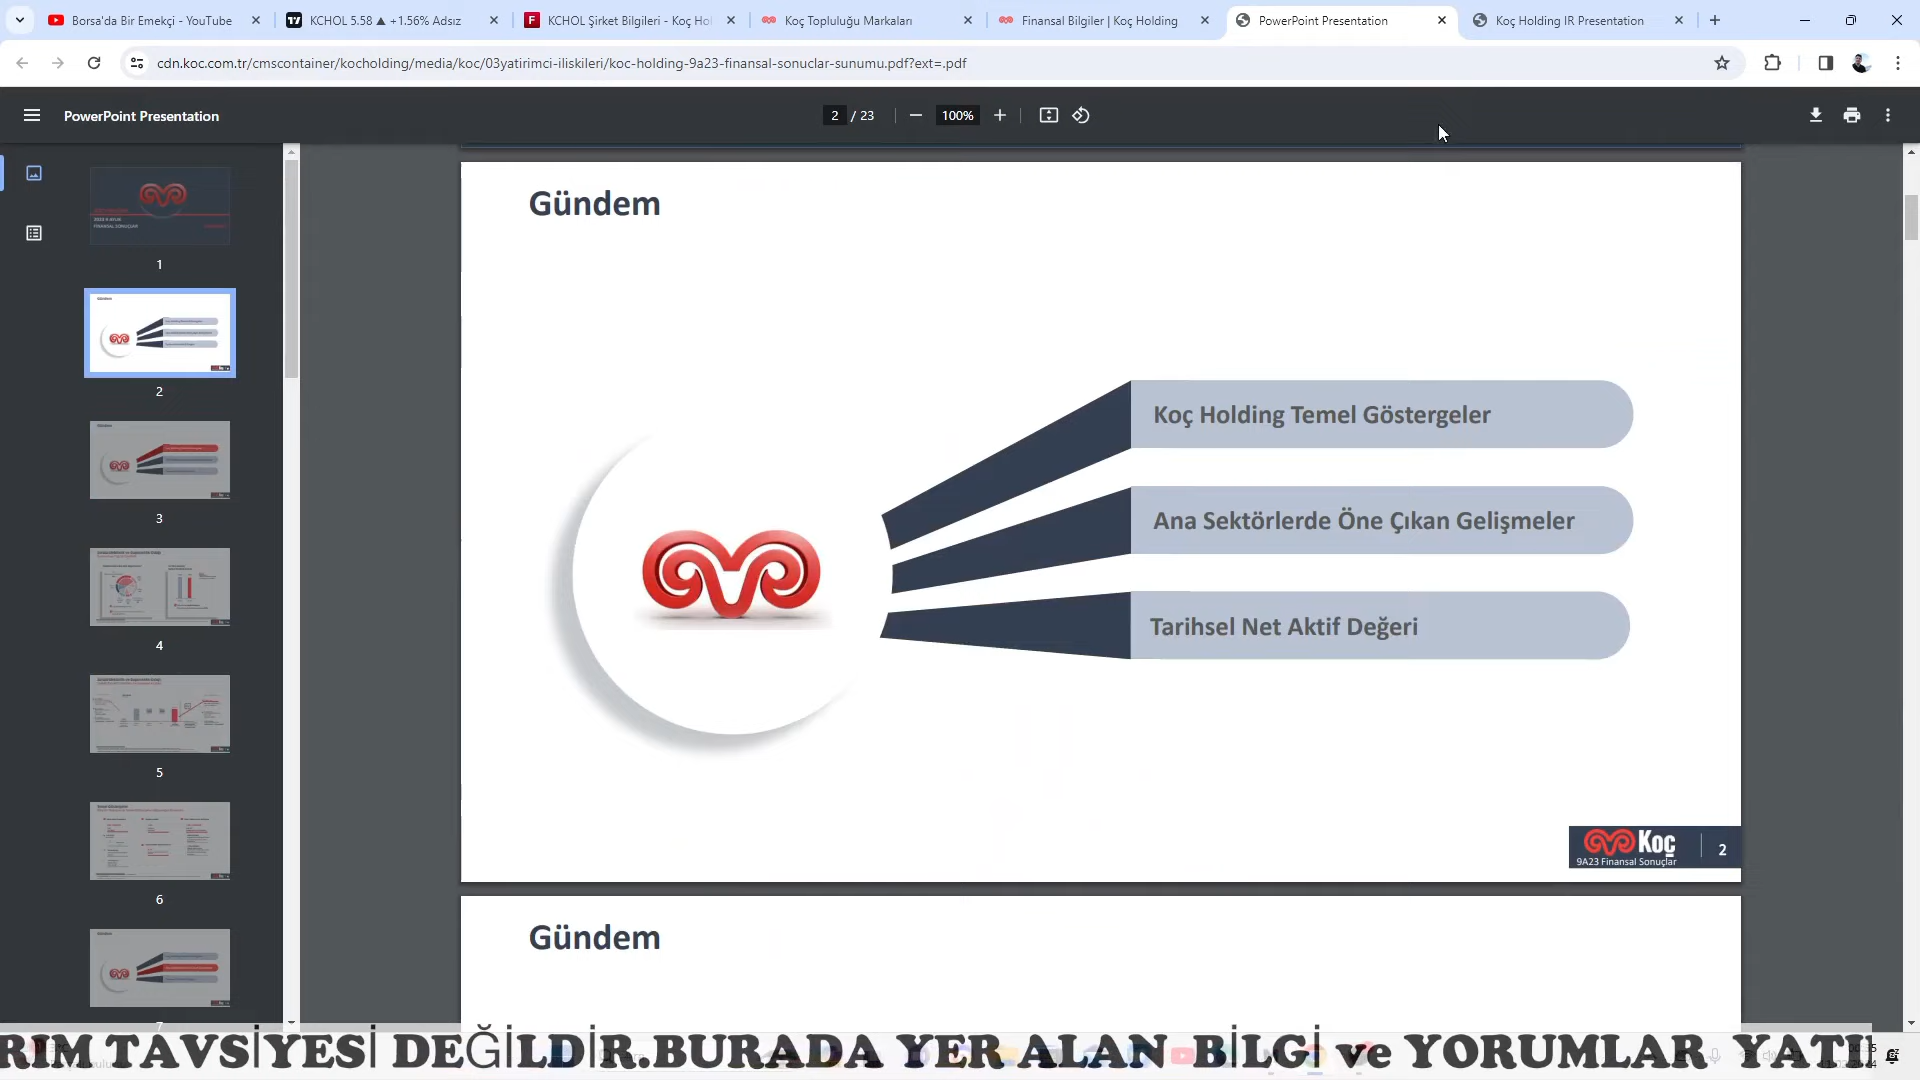 Borsa'da Bir Emekçi - YouTube
KCHOL 5.58 ▲ +1.56% Adsız
KCHOL Şirket Bilgileri - Koç Hol
Koç Topluluğu Markaları
Finansal Bilgiler | Koç Holding
PowerPoint Presentation
Koç Holding IR Presentation
cdn.koc.com.tr/cmscontainer/kocholding/media/koc/03yatirimci-iliskileri/koc-holding-9a23-finansal-sonuclar-sunumu.pdf?ext=.pdf
PowerPoint Presentation
2 / 23
100%
1
2
3
4
5
6
7
Gündem
Koç Holding Temel Göstergeler
Ana Sektörlerde Öne Çıkan Gelişmeler
Tarihsel Net Aktif Değeri
Koç
9A23 Finansal Sonuçlar
2
Gündem
RIM TAVSİYESİ DEĞİLDİR.BURADA YER ALAN BİLGİ ve YORUMLAR YATI